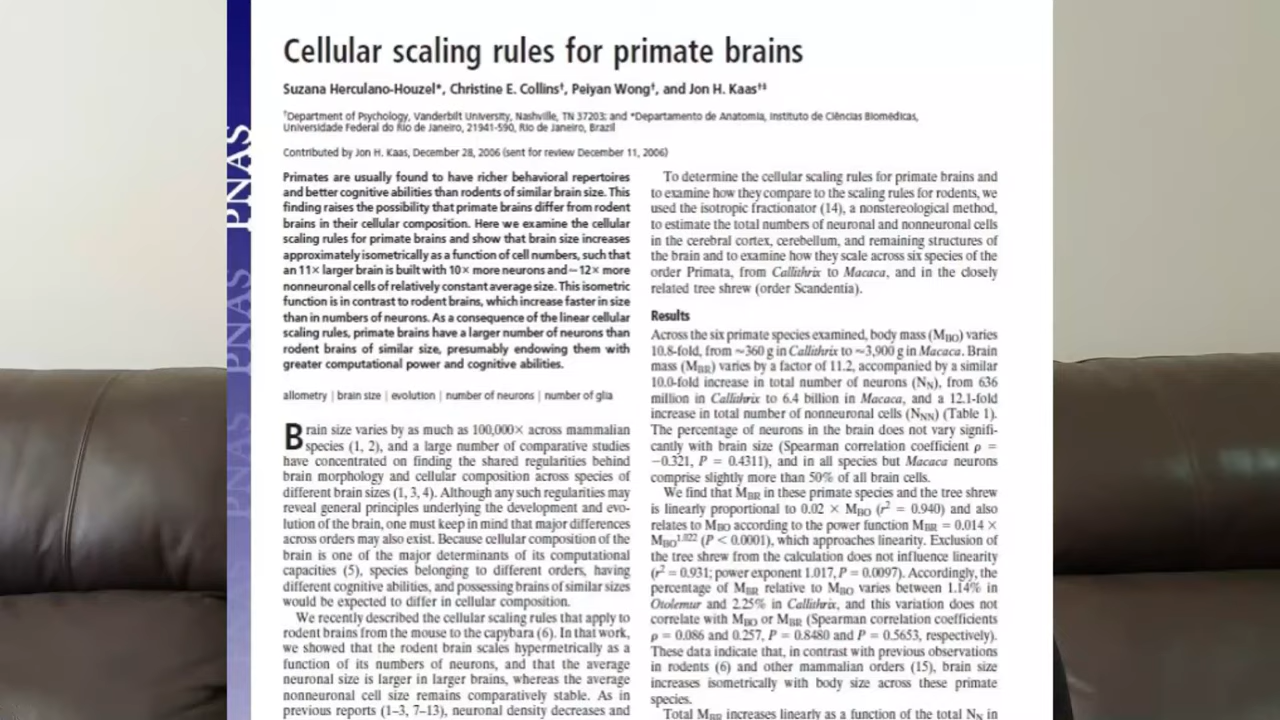 Cellular scaling rules for primate brains
Suzana Herculano-Houzel*, Christine E. Collins†, Peiyan Wong†, and Jon H. Kaas†‡
†Department of Psychology, Vanderbilt University, Nashville, TN 37203; and *Departamento de Anatomia, Instituto de Ciências Biomédicas,
Universidade Federal do Rio de Janeiro, 21941-590, Rio de Janeiro, Brazil
Contributed by Jon H. Kaas, December 28, 2006 (sent for review December 11, 2006)
Primates are usually found to have richer behavioral repertoires
and better cognitive abilities than rodents of similar brain size. This
finding raises the possibility that primate brains differ from rodent
brains in their cellular composition. Here we examine the cellular
scaling rules for primate brains and show that brain size increases
approximately isometrically as a function of cell numbers, such that
an 11× larger brain is built with 10× more neurons and ~12× more
nonneuronal cells of relatively constant average size. This isometric
function is in contrast to rodent brains, which increase faster in size
than in numbers of neurons. As a consequence of the linear cellular
scaling rules, primate brains have a larger number of neurons than
rodent brains of similar size, presumably endowing them with
greater computational power and cognitive abilities.
allometry | brain size | evolution | number of neurons | number of glia
Brain size varies by as much as 100,000× across mammalian
species (1, 2), and a large number of comparative studies
have concentrated on finding the shared regularities behind
brain morphology and cellular composition across species of
different brain sizes (1, 3, 4). Although any such regularities may
reveal general principles underlying the development and evo-
lution of the brain, one must keep in mind that major differences
across orders may also exist. Because cellular composition of the
brain is one of the major determinants of its computational
capacities (5), species belonging to different orders, having
different cognitive abilities, and possessing brains of similar sizes
would be expected to differ in cellular composition.
We recently described the cellular scaling rules that apply to
rodent brains from the mouse to the capybara (6). In that work,
we showed that the rodent brain scales hypermetrically as a
function of its numbers of neurons, and that the average
neuronal size is larger in larger brains, whereas the average
nonneuronal cell size remains comparatively stable. As in
previous reports (1–3, 7–13), neuronal density decreases and
To determine the cellular scaling rules for primate brains and
to examine how they compare to the scaling rules for rodents, we
used the isotropic fractionator (14), a nonstereological method,
to estimate the total numbers of neuronal and nonneuronal cells
in the cerebral cortex, cerebellum, and remaining structures of
the brain and to examine how they scale across six species of the
order Primata, from Callithrix to Macaca, and in the closely
related tree shrew (order Scandentia).
Results
Across the six primate species examined, body mass (MBO) varies
10.8-fold, from ~360 g in Callithrix to ~3,900 g in Macaca. Brain
mass (MBR) varies by a factor of 11.2, accompanied by a similar
10.0-fold increase in total number of neurons (NN), from 636
million in Callithrix to 6.4 billion in Macaca, and a 12.1-fold
increase in total number of nonneuronal cells (NNN) (Table 1).
The percentage of neurons in the brain does not vary signifi-
cantly with brain size (Spearman correlation coefficient ρ =
−0.321, P = 0.4311), and in all species but Macaca neurons
comprise slightly more than 50% of all brain cells.
We find that MBR in these primate species and the tree shrew
is linearly proportional to 0.02 × MBO (r² = 0.940) and also
relates to MBO according to the power function MBR = 0.014 ×
MBO^1.022 (P < 0.0001), which approaches linearity. Exclusion of
the tree shrew from the calculation does not influence linearity
(r² = 0.931; power exponent 1.017, P = 0.0097). Accordingly, the
percentage of MBR relative to MBO varies between 1.14% in
Otolemur and 2.25% in Callithrix, and this variation does not
correlate with MBO or MBR (Spearman correlation coefficients
ρ = 0.086 and 0.257, P = 0.8480 and P = 0.5653, respectively).
These data indicate that, in contrast with previous observations
in rodents (6) and other mammalian orders (15), brain size
increases isometrically with body size across these primate
species.
Total MBR increases linearly as a function of the total NN in
PNAS
PNAS
PNAS